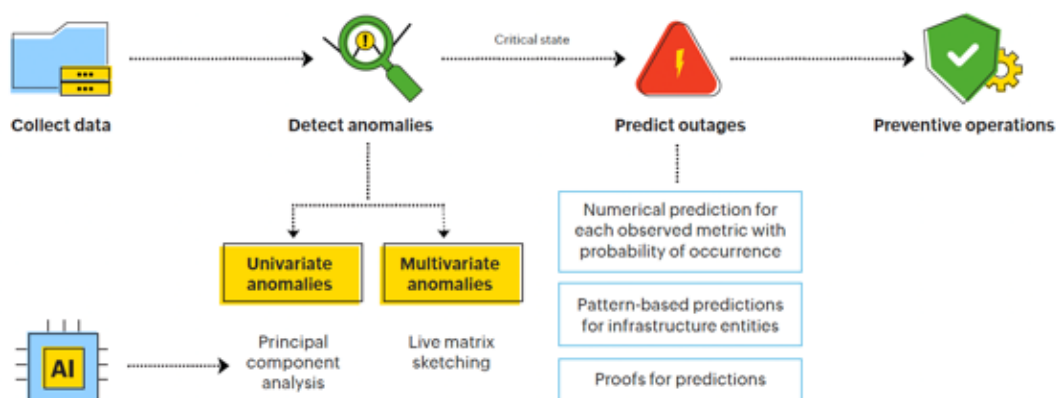 Critical state
Collect data
Detect anomalies
Predict outages
Preventive operations
Univariate
anomalies
Multivariate
anomalies
Numerical prediction for
each observed metric with
probability of occurrence
Pattern-based predictions
for infrastructure entities
Proofs for predictions
AI
Principal
component
analysis
Live matrix
sketching